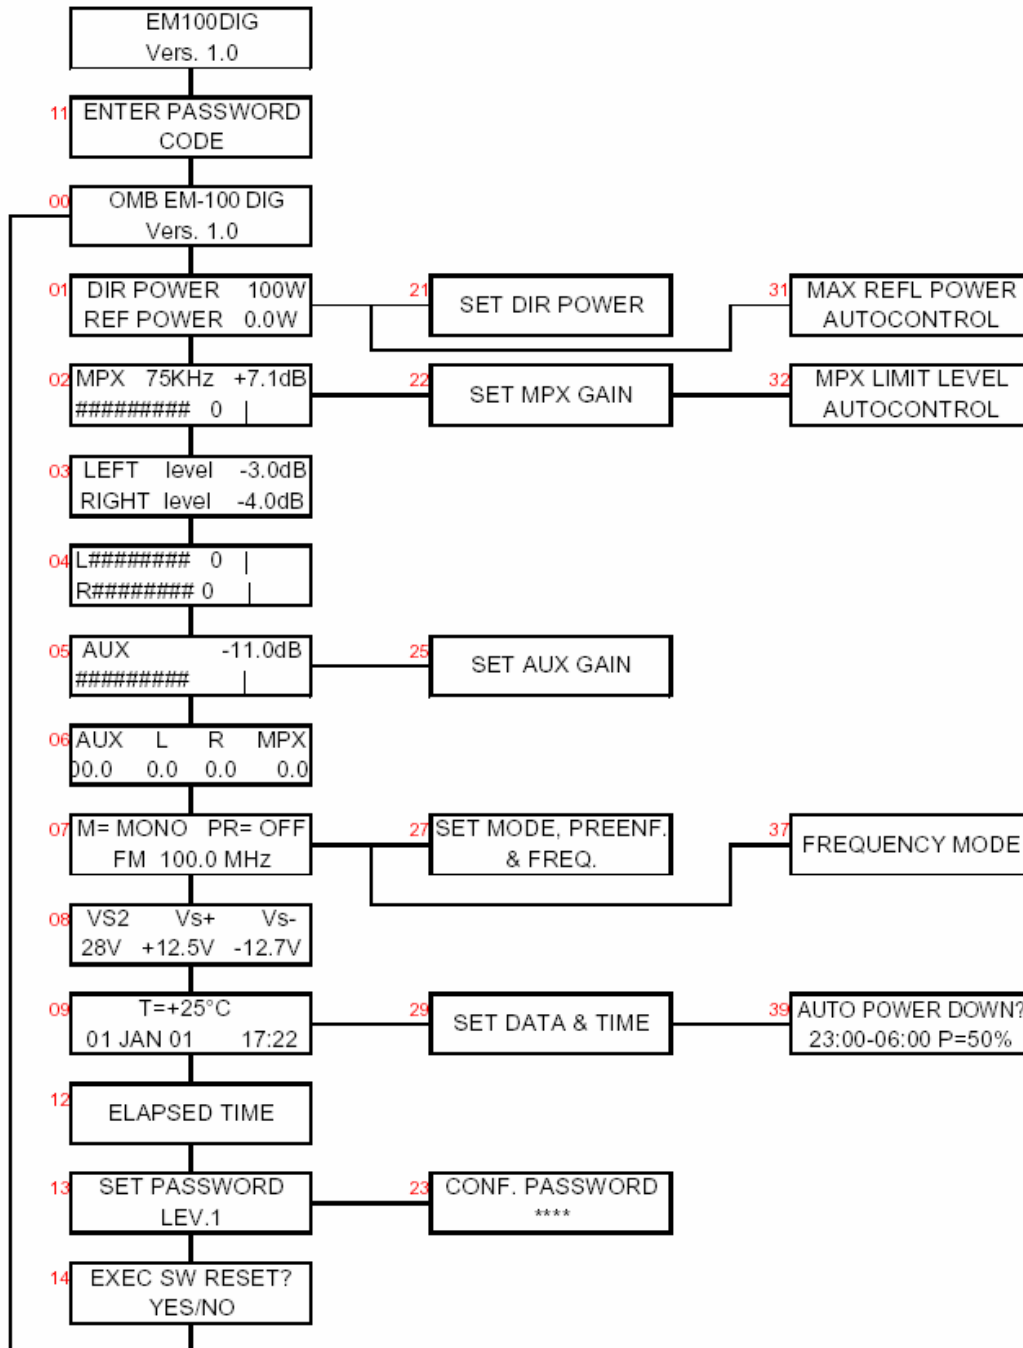 EM100DIG
Vers. 1.0
11
ENTER PASSWORD
CODE
00
OMB EM-100 DIG
Vers. 1.0
01
DIR POWER 100W
REF POWER 0.0W
21
SET DIR POWER
31
MAX REFL POWER
AUTOCONTROL
02
MPX 75KHz +7.1dB
######### 0 |
22
SET MPX GAIN
32
MPX LIMIT LEVEL
AUTOCONTROL
03
LEFT level -3.0dB
RIGHT level -4.0dB
04
L######## 0 |
R######## 0 |
05
AUX -11.0dB
######### |
25
SET AUX GAIN
06
AUX L R MPX
00.0 0.0 0.0 0.0
07
M= MONO PR= OFF
FM 100.0 MHz
27
SET MODE, PREENF.
& FREQ.
37
FREQUENCY MODE
08
VS2 Vs+ Vs-
28V +12.5V -12.7V
09
T=+25°C
01 JAN 01 17:22
29
SET DATA & TIME
39
AUTO POWER DOWN?
23:00-06:00 P=50%
12
ELAPSED TIME
13
SET PASSWORD
LEV.1
23
CONF. PASSWORD
****
14
EXEC SW RESET?
YES/NO